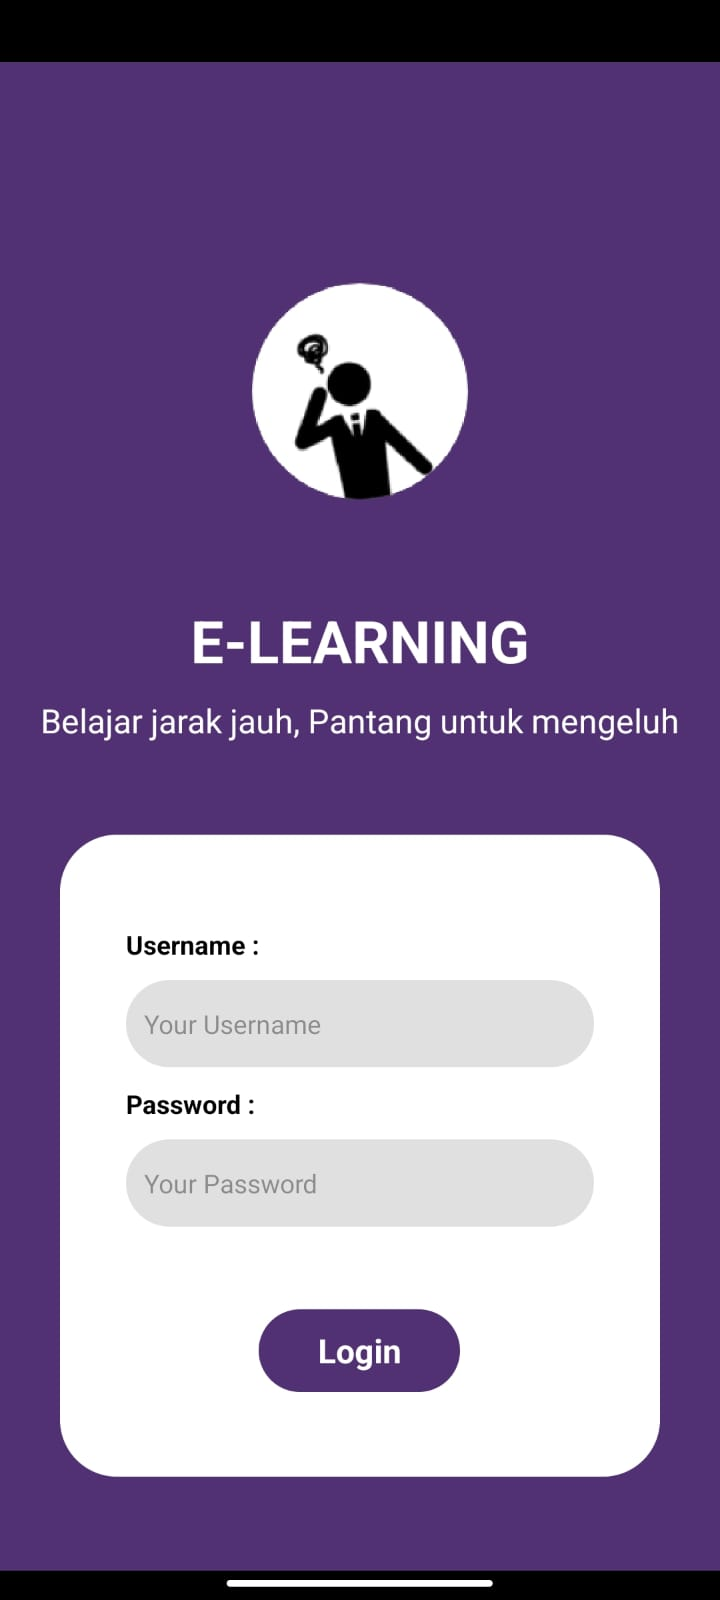 E-LEARNING
Belajar jarak jauh, Pantang untuk mengeluh
Username :
Your Username
Password :
Your Password
Login